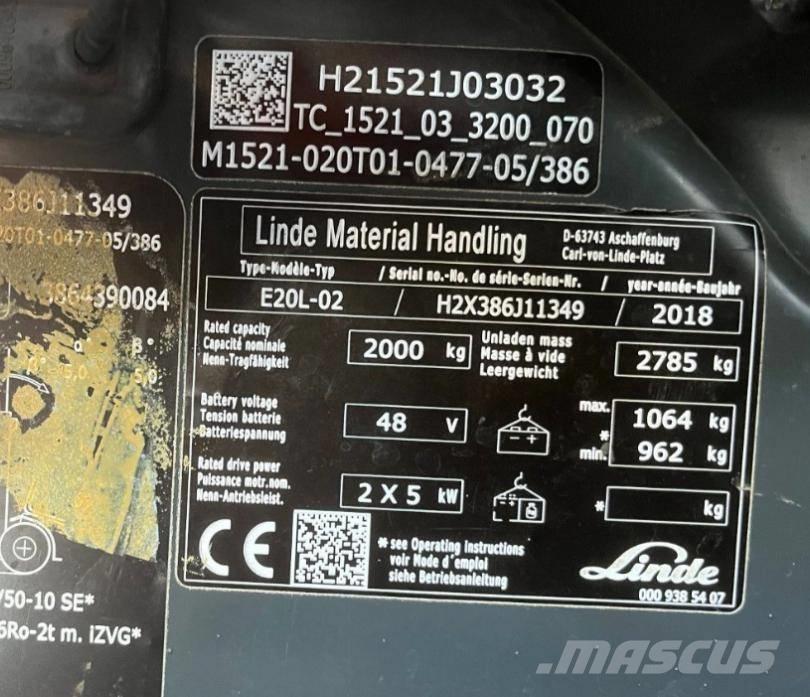 H21521J03032
TC_1521_03_3200_070
M1521-020T01-0477-05/386
386J11349
20T01-0477-05/386
3864390084
α β°
5,0 5,0
L
/50-10 SE*
6Ro-2t m. iZVG*
Linde Material Handling
D-63743 Aschaffenburg
Carl-von-Linde-Platz
Type-Modèle-Typ / Serial no.-No. de série-Serien-Nr. / year-année-Baujahr
E20L-02 / H2X386J11349 / 2018
Rated capacity
Capacité nominale
Nenn-Tragfähigkeit
2000 kg
Unladen mass
Masse à vide
Leergewicht
2785 kg
Battery voltage
Tension batterie
Batteriespannung
48 V
- +
max. 1064 kg
*
min. 962 kg
Rated drive power
Puissance motr.nom.
Nenn-Antriebsleist.
2 X 5 kW
- +
* kg
CE
* see Operating instructions
voir Mode d'emploi
siehe Betriebsanleitung
Linde
000 938 54 07
MASCUS